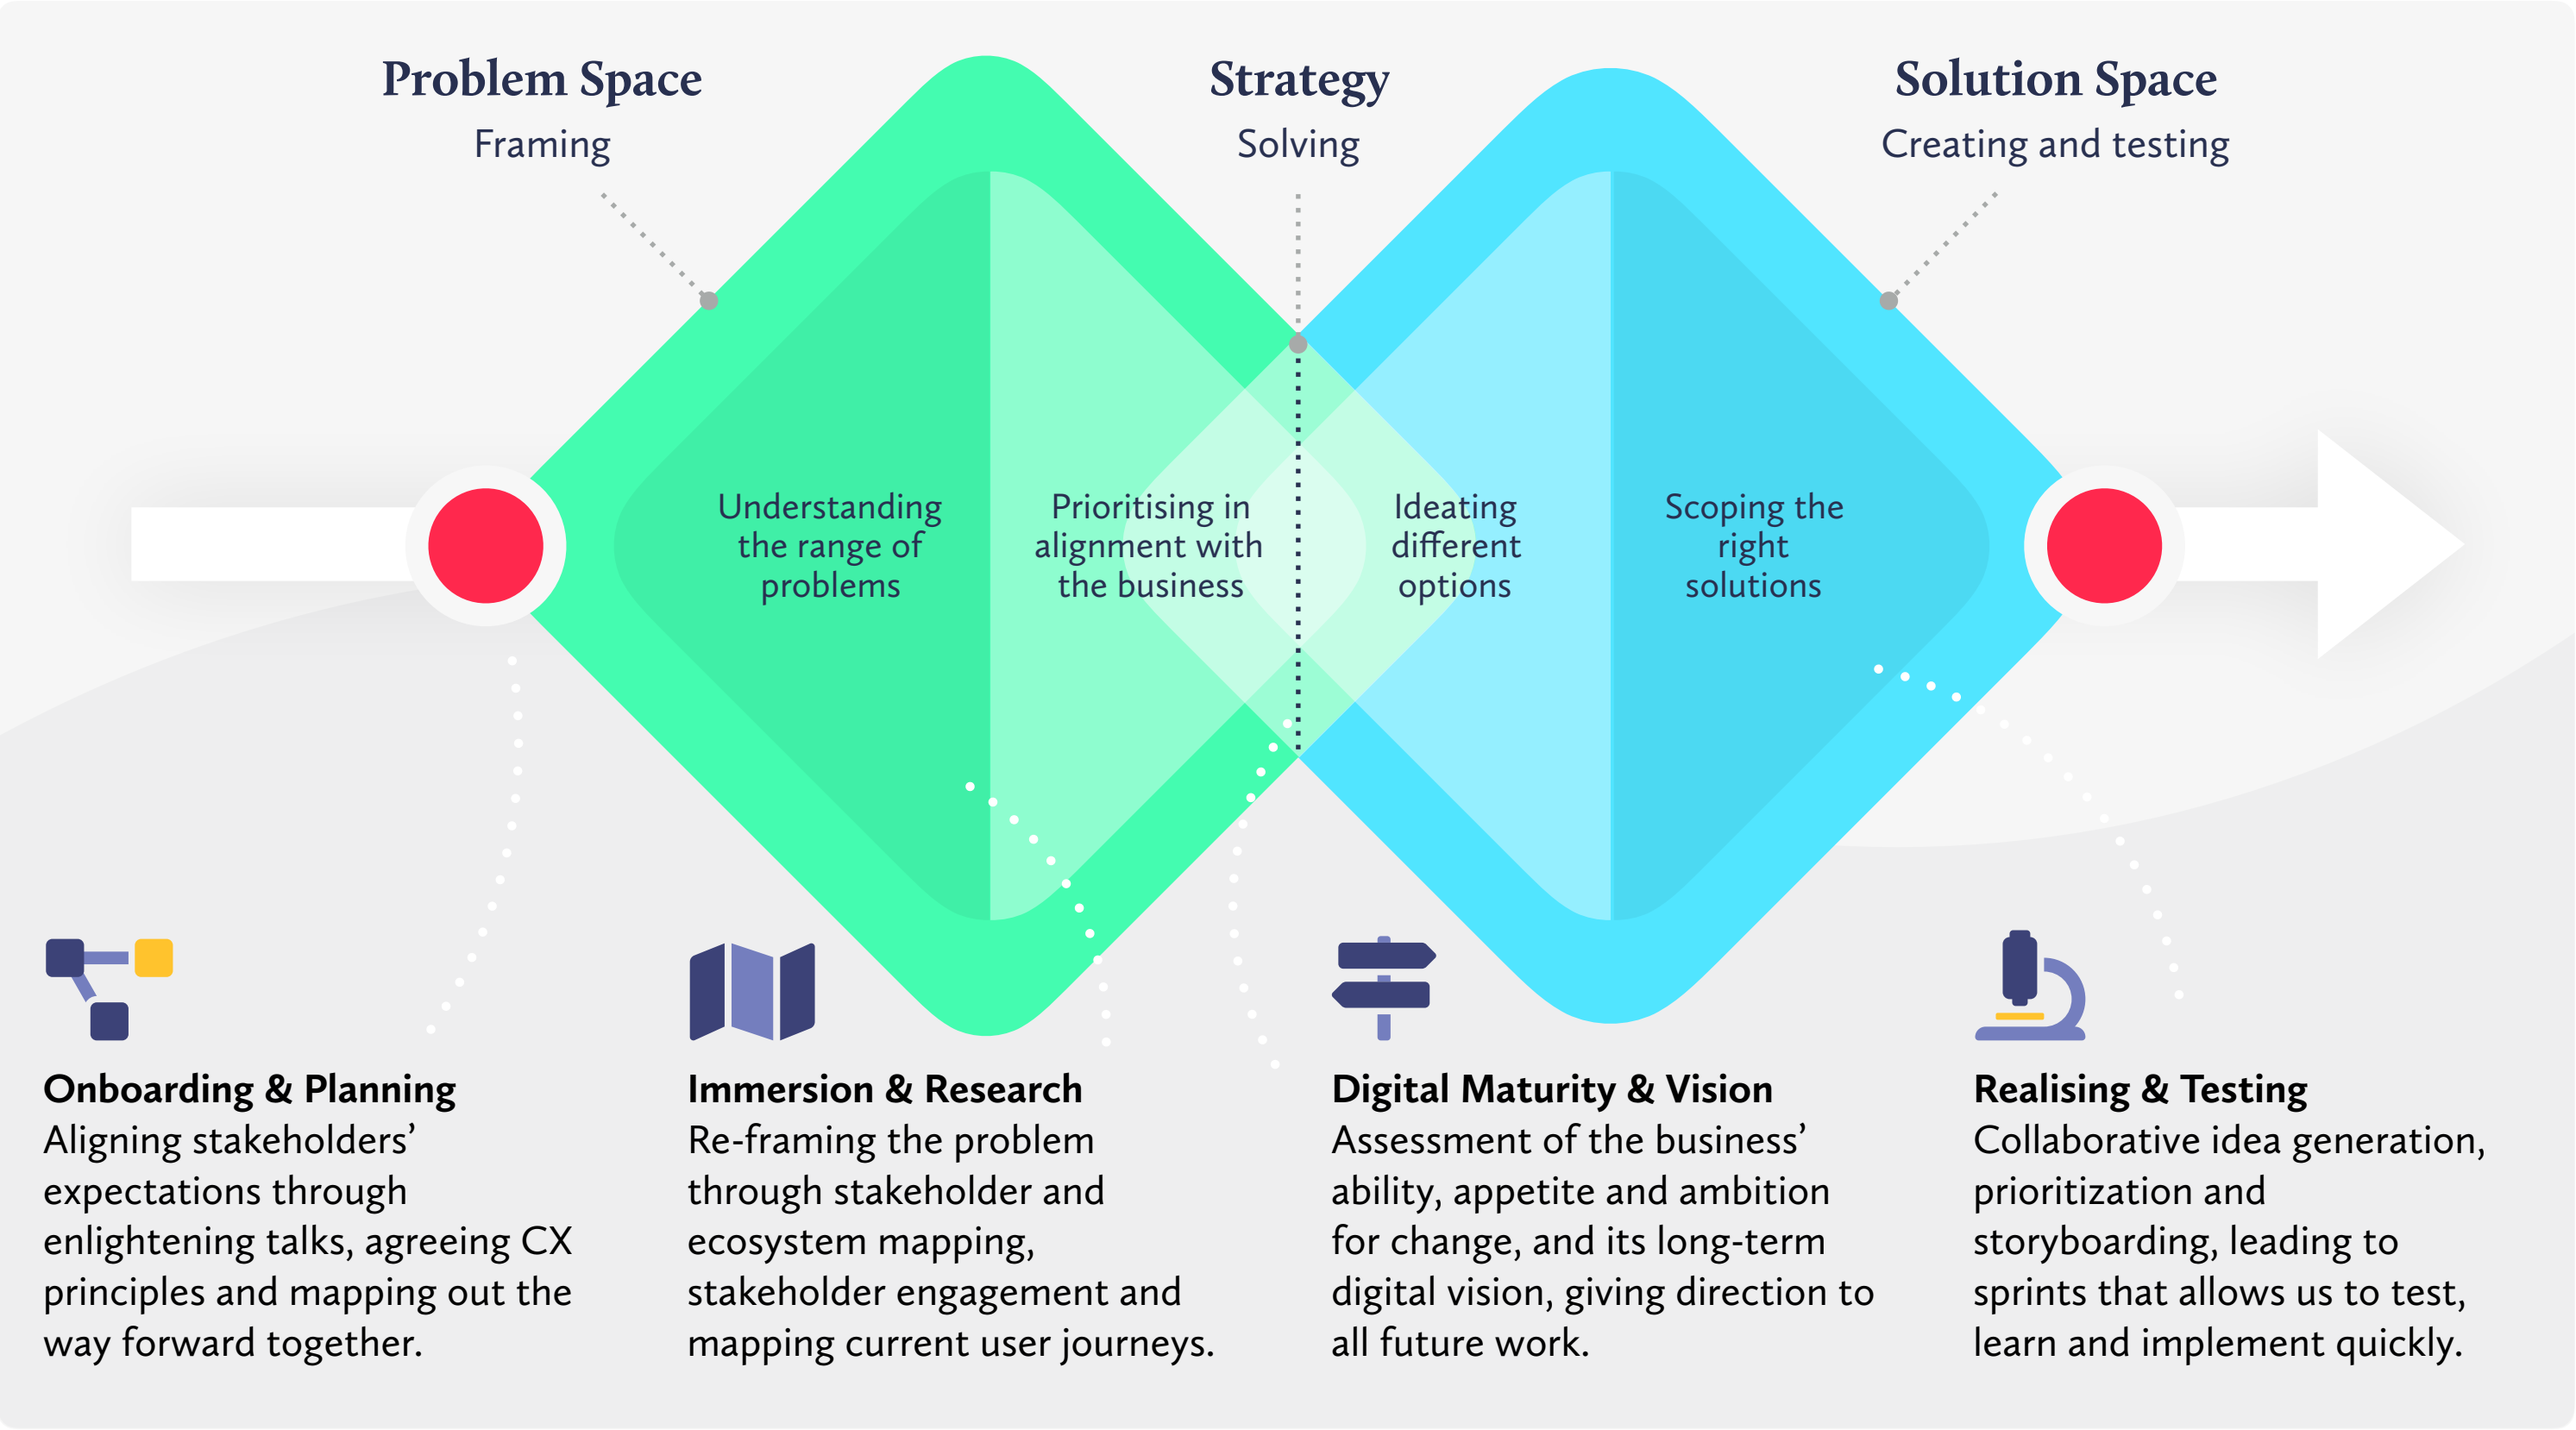 Problem Space
Framing
Strategy
Solving
Solution Space
Creating and testing
Understanding
the range of
problems
Prioritising in
alignment with
the business
Ideating
different
options
Scoping the
right
solutions
Onboarding & Planning
Aligning stakeholders’
expectations through
enlightening talks, agreeing CX
principles and mapping out the
way forward together.
Immersion & Research
Re-framing the problem
through stakeholder and
ecosystem mapping,
stakeholder engagement and
mapping current user journeys.
Digital Maturity & Vision
Assessment of the business’
ability, appetite and ambition
for change, and its long-term
digital vision, giving direction to
all future work.
Realising & Testing
Collaborative idea generation,
prioritization and
storyboarding, leading to
sprints that allows us to test,
learn and implement quickly.